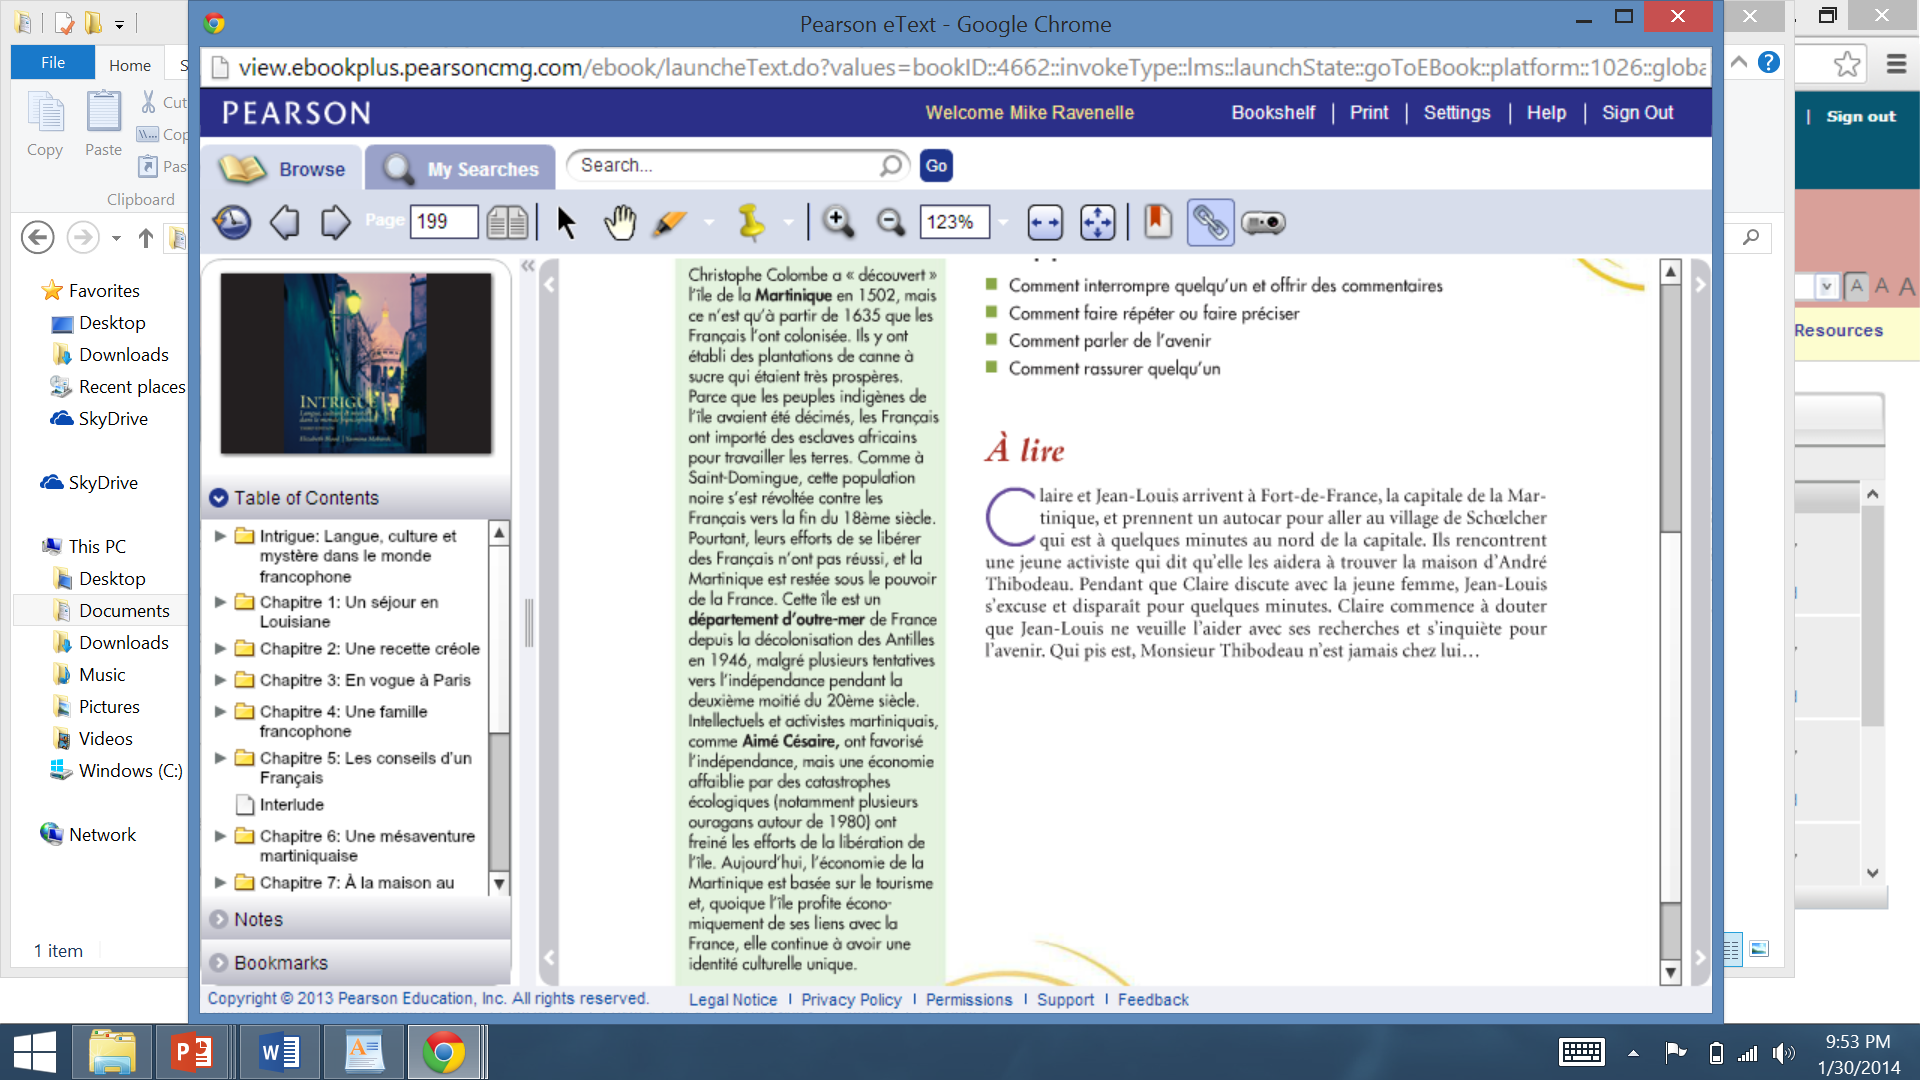 Pearson eText - Google Chrome
view.ebookplus.pearsoncmg.com/ebook/launcheText.do?values=bookID::4662::invokeType::lms::launchState::goToEBook::platform::1026::globa
File
Home
Copy
Paste
Clipboard
Sign out
Resources
A A A
PEARSON
Welcome Mike Ravenelle
Bookshelf | Print | Settings | Help | Sign Out
Browse
My Searches
Search...
Go
Page 199
123%
Favorites
Desktop
Downloads
Recent places
SkyDrive
SkyDrive
This PC
Desktop
Documents
Downloads
Music
Pictures
Videos
Windows (C:)
Network
1 item
INTRIGUE
Table of Contents
Intrigue: Langue, culture et
mystère dans le monde
francophone
Chapitre 1: Un séjour en
Louisiane
Chapitre 2: Une recette créole
Chapitre 3: En vogue à Paris
Chapitre 4: Une famille
francophone
Chapitre 5: Les conseils d'un
Français
Interlude
Chapitre 6: Une mésaventure
martiniquaise
Chapitre 7: À la maison au
Notes
Bookmarks
Christophe Colombe a « découvert »
l'île de la Martinique en 1502, mais
ce n'est qu'à partir de 1635 que les
Français l'ont colonisée. Ils y ont
établi des plantations de canne à
sucre qui étaient très prospères.
Parce que les peuples indigènes de
l'île avaient été décimés, les Français
ont importé des esclaves africains
pour travailler les terres. Comme à
Saint-Domingue, cette population
noire s'est révoltée contre les
Français vers la fin du 18ème siècle.
Pourtant, leurs efforts de se libérer
des Français n'ont pas réussi, et la
Martinique est restée sous le pouvoir
de la France. Cette île est un
département d'outre-mer de France
depuis la décolonisation des Antilles
en 1946, malgré plusieurs tentatives
vers l'indépendance pendant la
deuxième moitié du 20ème siècle.
Intellectuels et activistes martiniquais,
comme Aimé Césaire, ont favorisé
l'indépendance, mais une économie
affaiblie par des catastrophes
écologiques (notamment plusieurs
ouragans autour de 1980) ont
freiné les efforts de la libération de
l'île. Aujourd'hui, l'économie de la
Martinique est basée sur le tourisme
et, quoique l'île profite écono-
miquement de ses liens avec la
France, elle continue à avoir une
identité culturelle unique.
Comment interrompre quelqu'un et offrir des commentaires
Comment faire répéter ou faire préciser
Comment parler de l'avenir
Comment rassurer quelqu'un
À lire
Claire et Jean-Louis arrivent à Fort-de-France, la capitale de la Mar-
tinique, et prennent un autocar pour aller au village de Schœlcher
qui est à quelques minutes au nord de la capitale. Ils rencontrent
une jeune activiste qui dit qu'elle les aidera à trouver la maison d'André
Thibodeau. Pendant que Claire discute avec la jeune femme, Jean-Louis
s'excuse et disparaît pour quelques minutes. Claire commence à douter
que Jean-Louis ne veuille l'aider avec ses recherches et s'inquiète pour
l'avenir. Qui pis est, Monsieur Thibodeau n'est jamais chez lui…
Copyright © 2013 Pearson Education, Inc. All rights reserved.
Legal Notice | Privacy Policy | Permissions | Support | Feedback
9:53 PM
1/30/2014